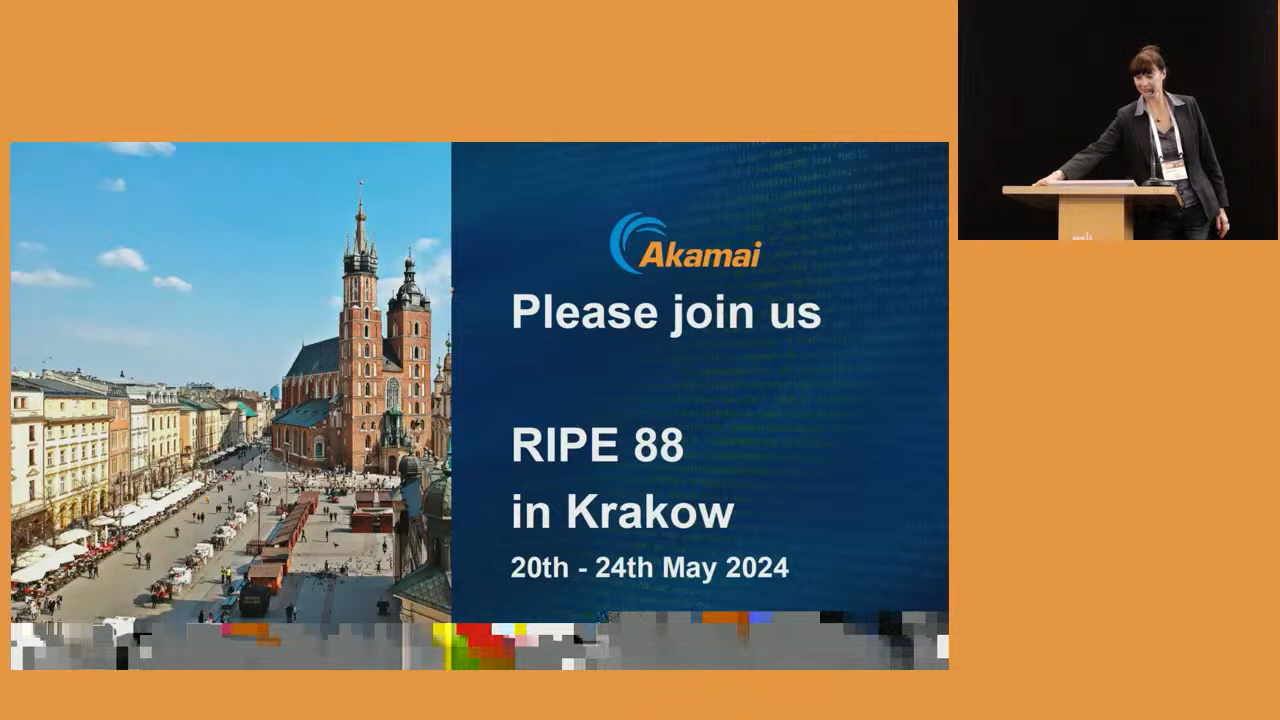 Akamai
Please join us
RIPE 88
in Krakow
20th - 24th May 2024